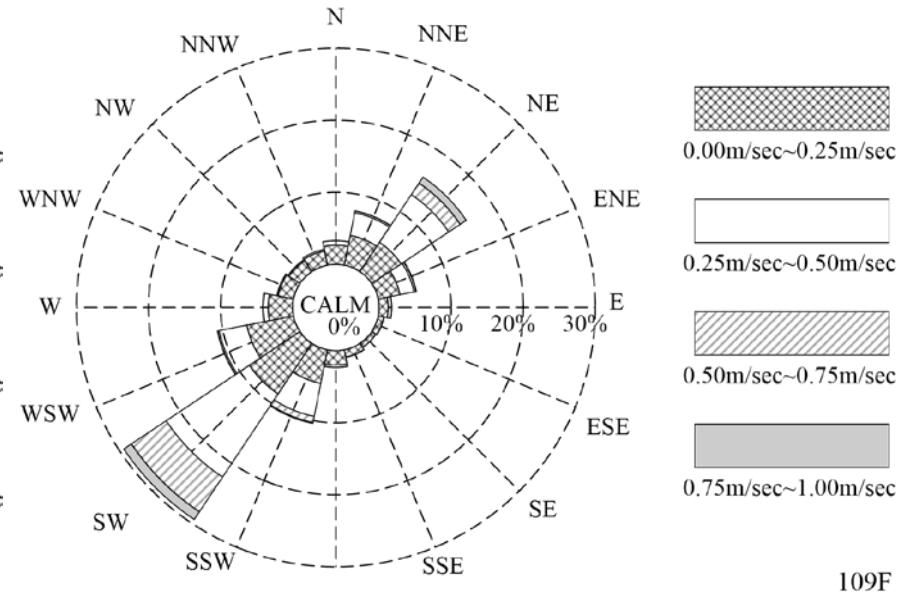 N
NNE
NE
ENE
E
ESE
SE
SSE
SSW
SW
WSW
W
WNW
NW
NNW
CALM
0%
10%
20%
30%
0.00m/sec~0.25m/sec
0.25m/sec~0.50m/sec
0.50m/sec~0.75m/sec
0.75m/sec~1.00m/sec
109F